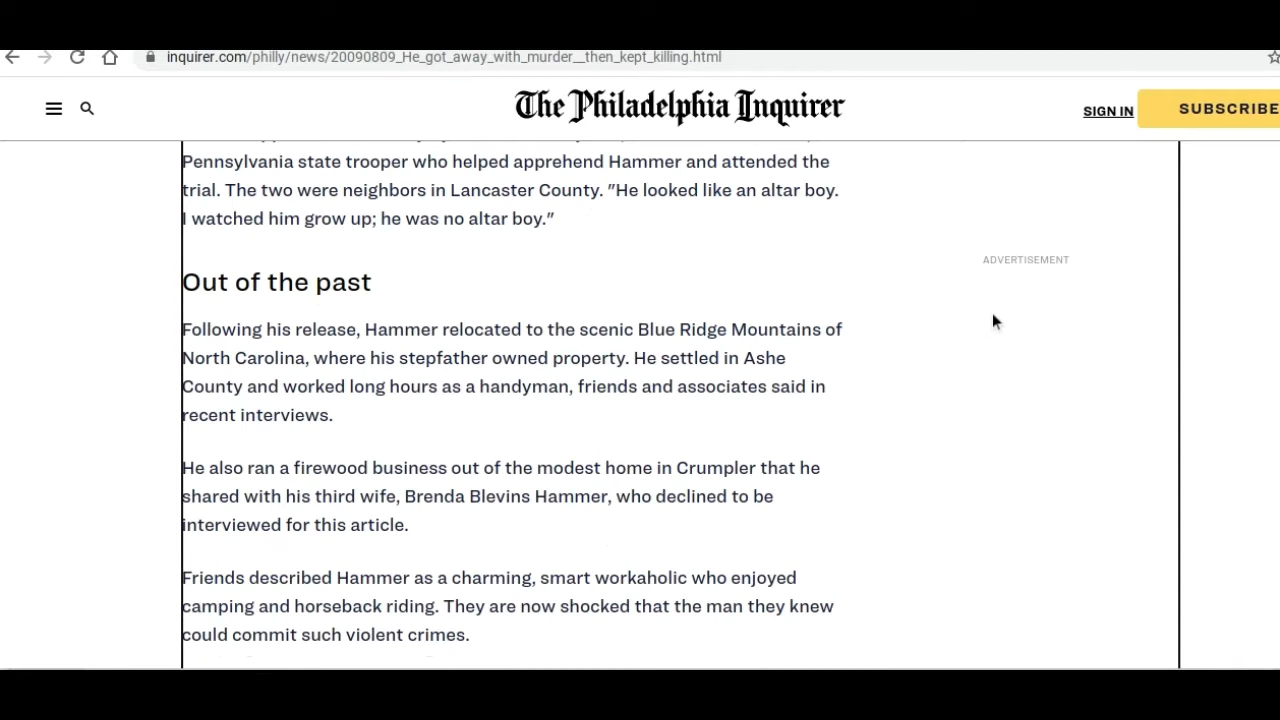 inquirer.com/philly/news/20090809_He_got_away_with_murder__then_kept_killing.html
The Philadelphia Inquirer
SIGN IN
SUBSCRIBE
Pennsylvania state trooper who helped apprehend Hammer and attended the
trial. The two were neighbors in Lancaster County. "He looked like an altar boy.
I watched him grow up; he was no altar boy."
ADVERTISEMENT
Out of the past
Following his release, Hammer relocated to the scenic Blue Ridge Mountains of
North Carolina, where his stepfather owned property. He settled in Ashe
County and worked long hours as a handyman, friends and associates said in
recent interviews.
He also ran a firewood business out of the modest home in Crumpler that he
shared with his third wife, Brenda Blevins Hammer, who declined to be
interviewed for this article.
Friends described Hammer as a charming, smart workaholic who enjoyed
camping and horseback riding. They are now shocked that the man they knew
could commit such violent crimes.